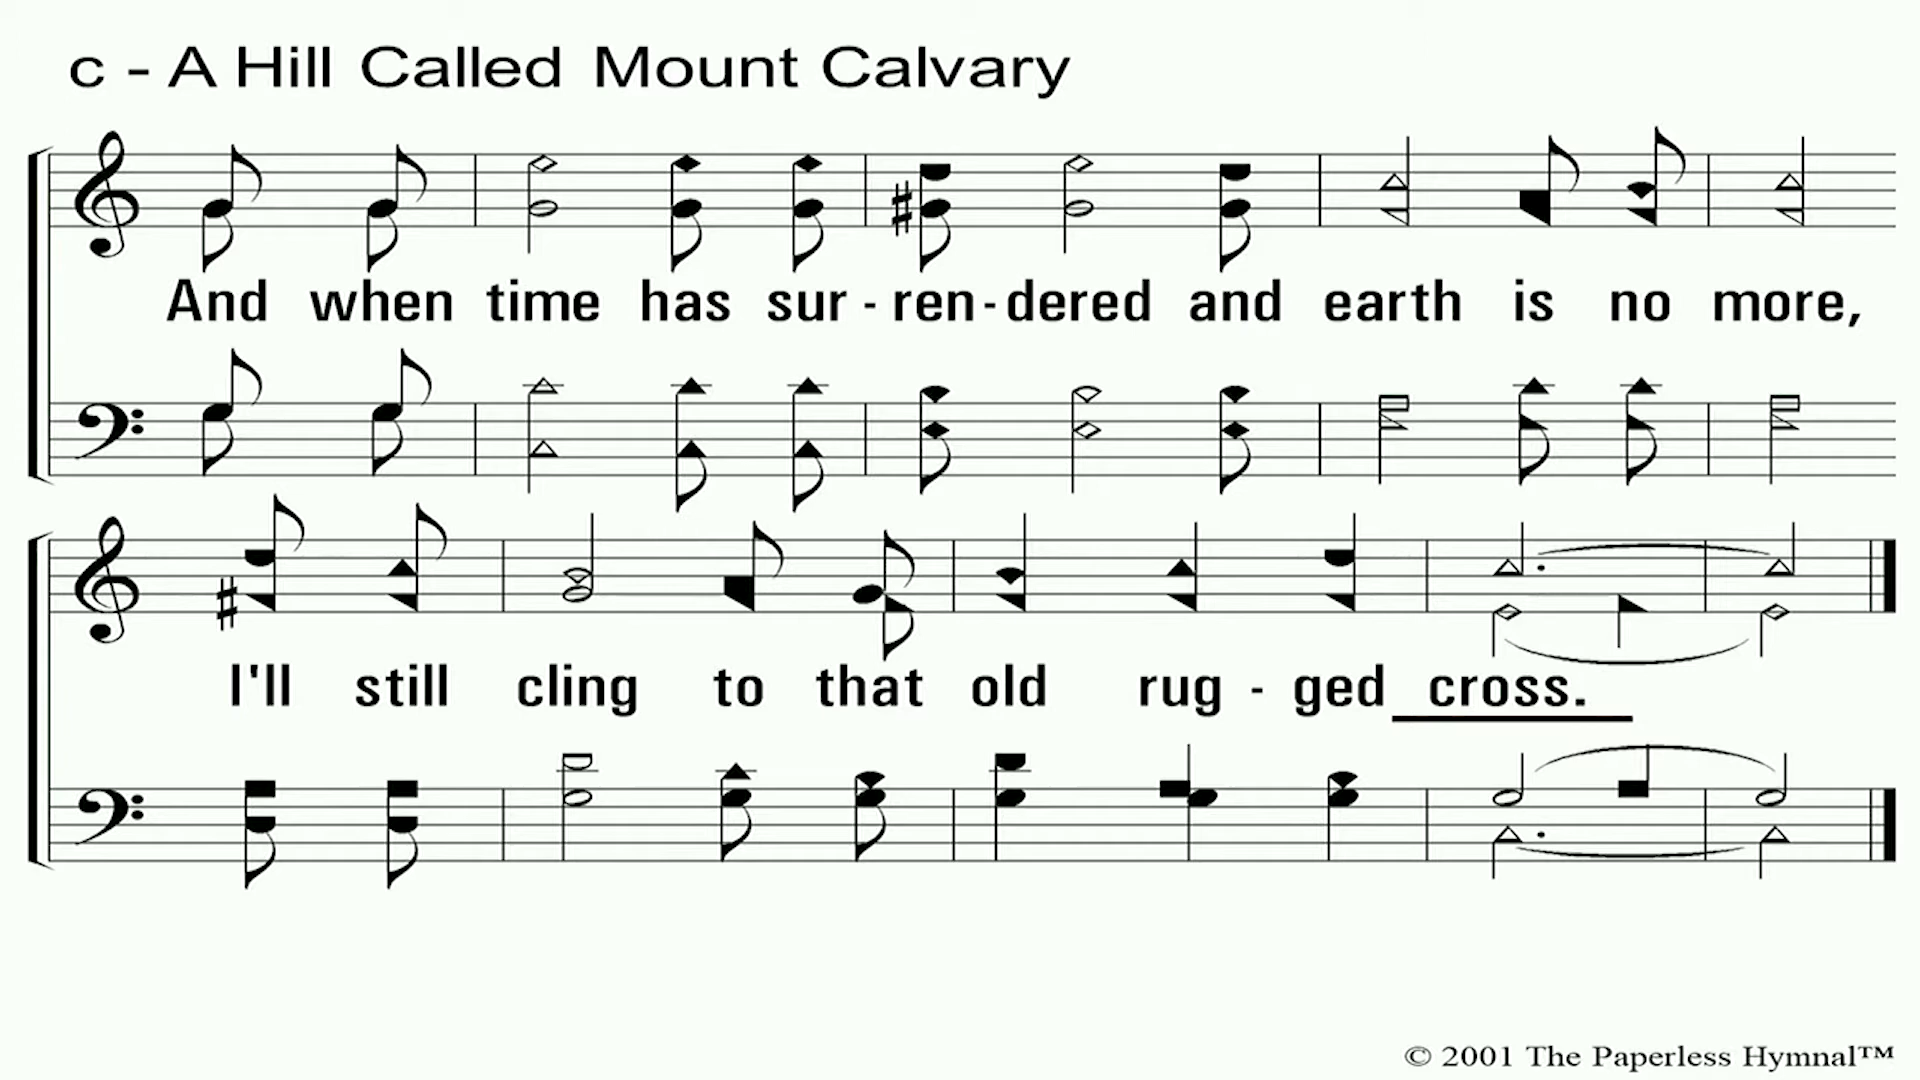 c - A Hill Called Mount Calvary
And when time has sur - ren - dered and earth is no more,
I'll still cling to that old rug - ged cross.
© 2001 The Paperless Hymnal™